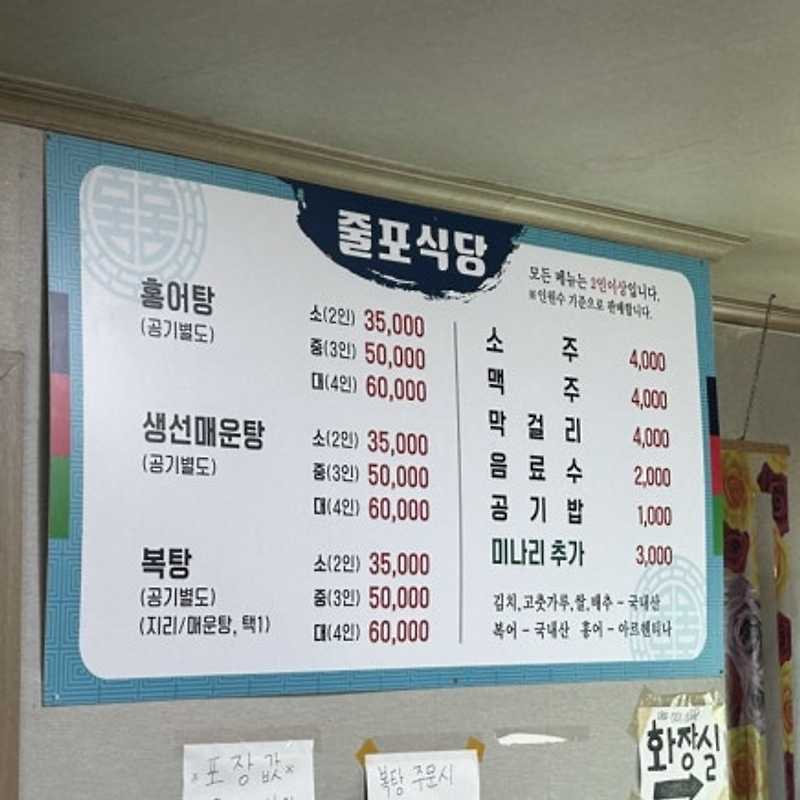 줄포식당
모든 메뉴는 2인이상입니다.
※인원수 기준으로 판매합니다.
홍어탕
(공기별도)
소(2인) 35,000
중(3인) 50,000
대(4인) 60,000
생선매운탕
(공기별도)
소(2인) 35,000
중(3인) 50,000
대(4인) 60,000
복탕
(공기별도)
(지리/매운탕, 택1)
소(2인) 35,000
중(3인) 50,000
대(4인) 60,000
소 주 4,000
맥 주 4,000
막 걸 리 4,000
음 료 수 2,000
공 기 밥 1,000
미나리 추가 3,000
김치,고춧가루,쌀,배추 - 국내산
복어 - 국내산 홍어 - 아르헨티나
*포장값*
복탕 주문시
화장실